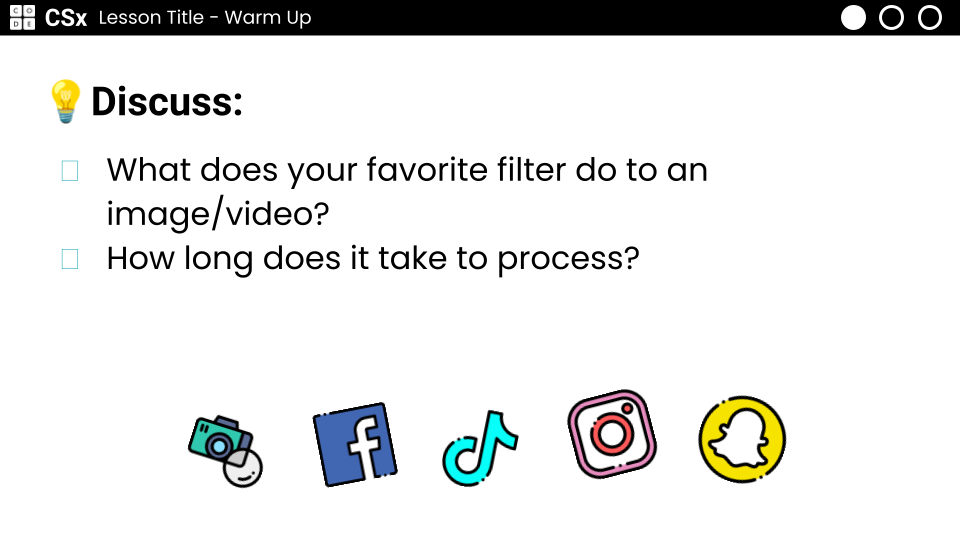 CODE CSx Lesson Title - Warm Up
💡Discuss:
What does your favorite filter do to an
image/video?
How long does it take to process?